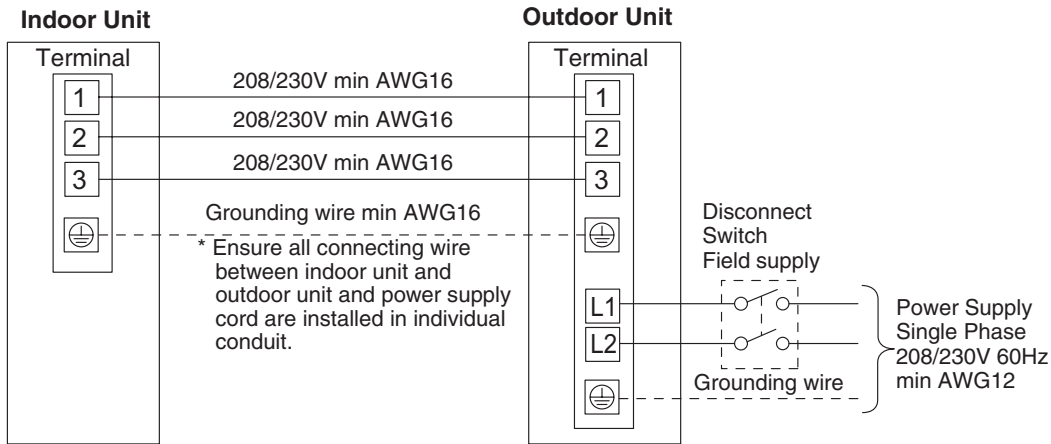 Indoor Unit
Outdoor Unit
Terminal
Terminal
1
208/230V min AWG16
1
2
208/230V min AWG16
2
3
208/230V min AWG16
3
Grounding wire min AWG16
* Ensure all connecting wire
between indoor unit and
outdoor unit and power supply
cord are installed in individual
conduit.
Disconnect
Switch
Field supply
L1
L2
Grounding wire
Power Supply
Single Phase
208/230V 60Hz
min AWG12